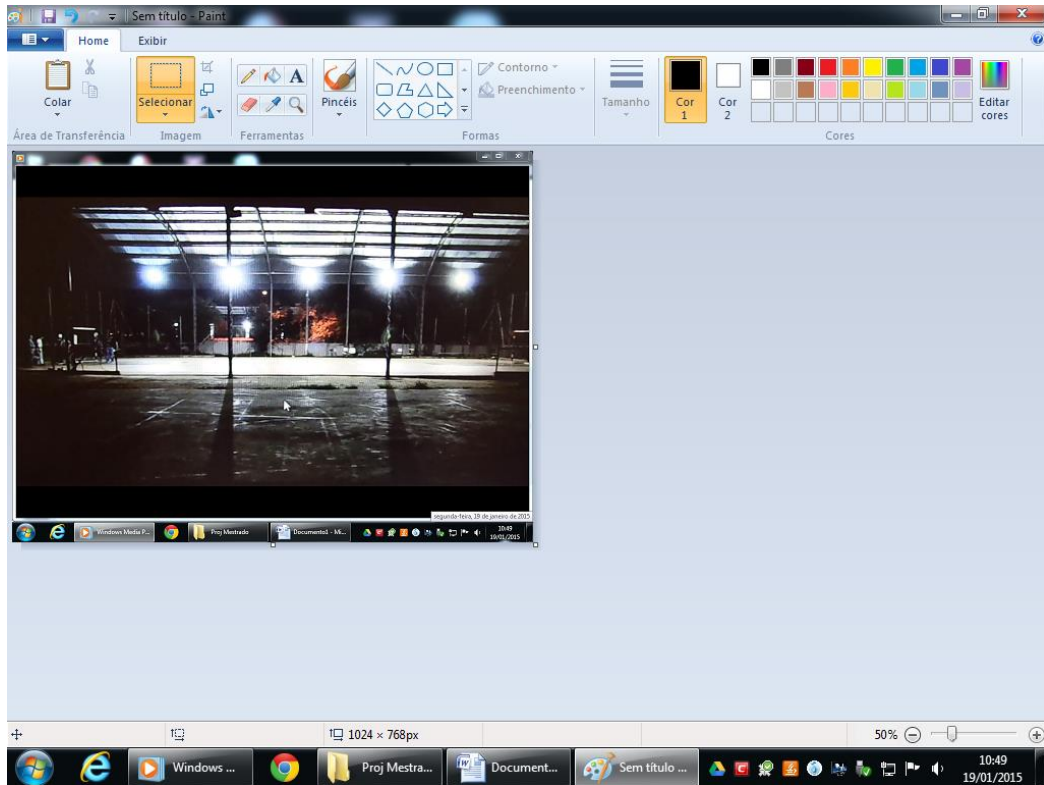 Sem título - Paint
Home Exibir
Colar
Selecionar
A
Pincéis
Contorno
Preenchimento
Tamanho
Cor 1
Cor 2
Editar cores
Área de Transferência Imagem Ferramentas Formas Cores
segunda-feira, 19 de janeiro de 2015
Windows Media P... Proj Mestrado Documento1 - Mi... 10:49
19/01/2015
1024 × 768px 50%
Windows ... Proj Mestra... Document... Sem título ... 10:49
19/01/2015